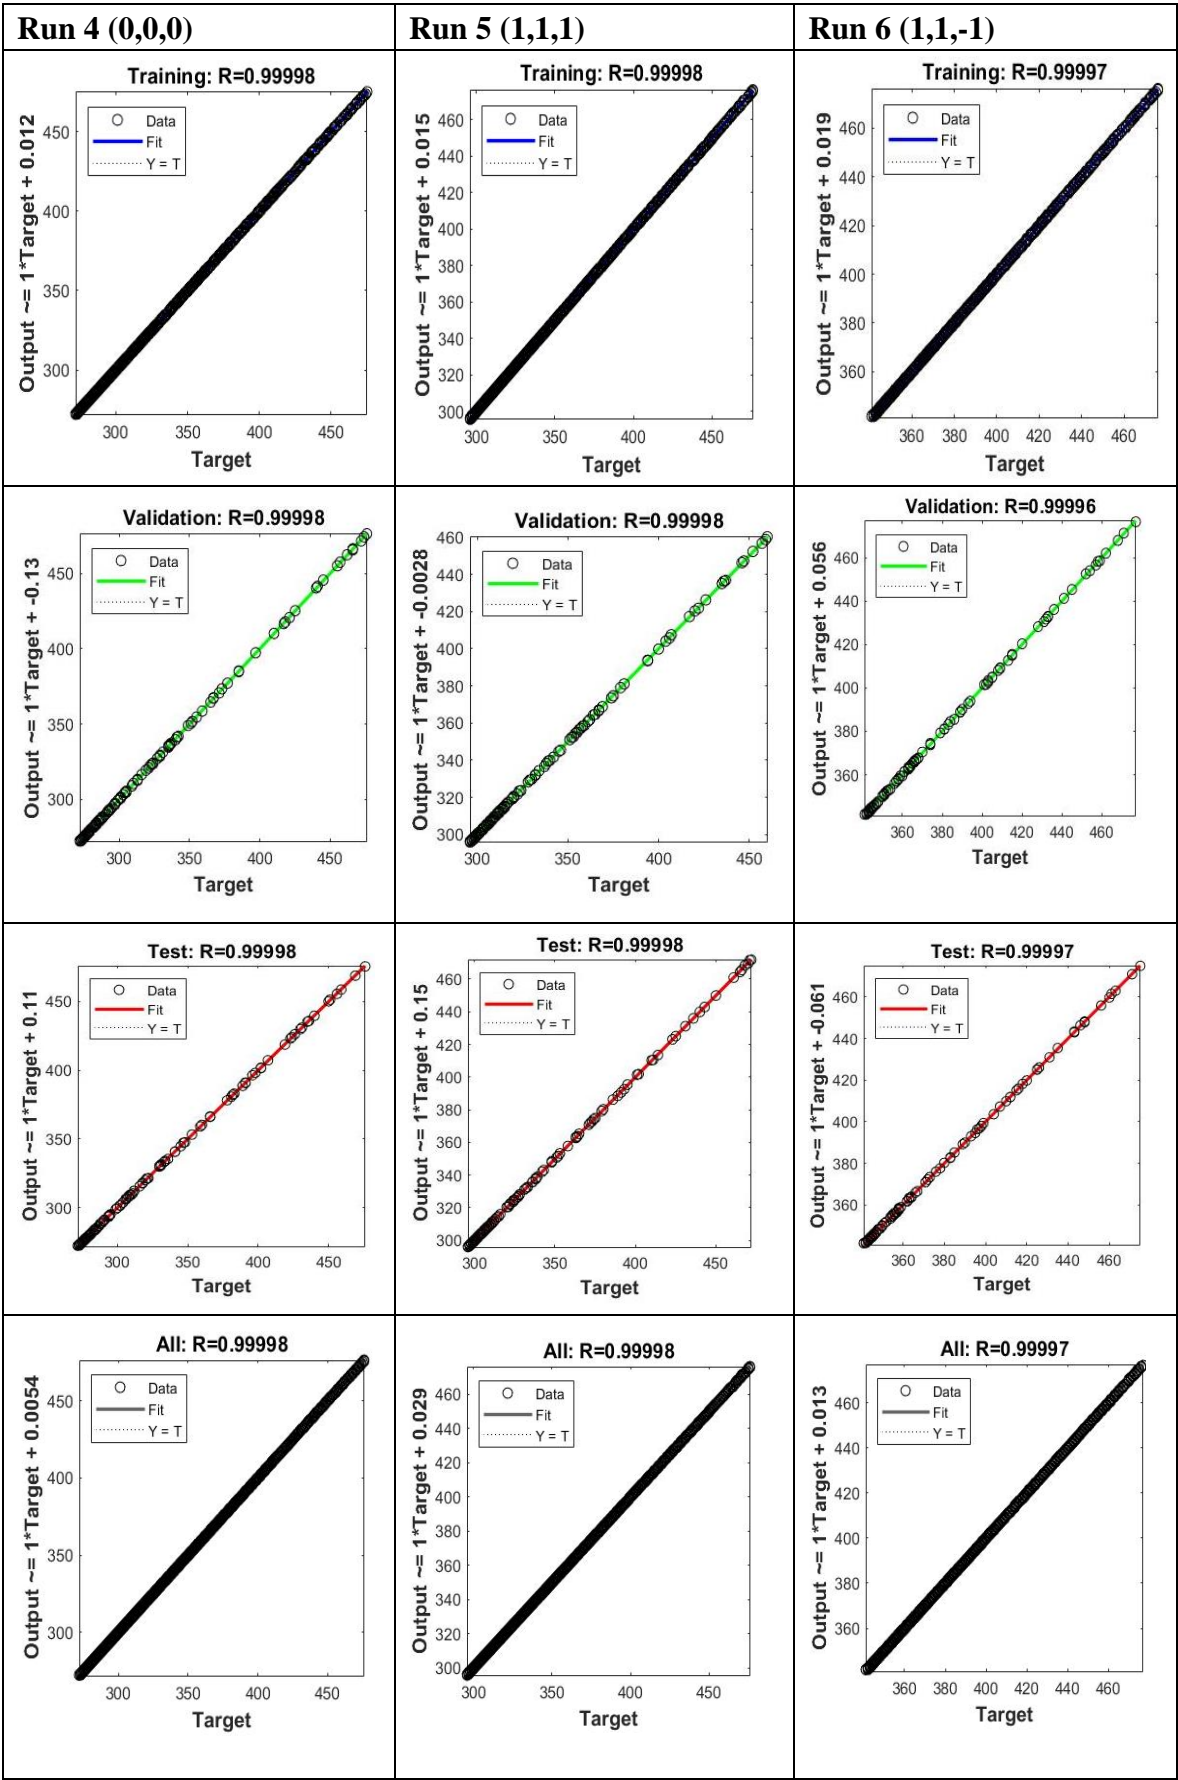 Run 4 (0,0,0)
Run 5 (1,1,1)
Run 6 (1,1,-1)
Training: R=0.99998
Output ~= 1*Target + 0.012
450
400
350
300
Data
Fit
Y = T
300 350 400 450
Target
Training: R=0.99998
Output ~= 1*Target + 0.015
460
440
420
400
380
360
340
320
300
Data
Fit
Y = T
300 350 400 450
Target
Training: R=0.99997
Output ~= 1*Target + 0.019
460
440
420
400
380
360
Data
Fit
Y = T
360 380 400 420 440 460
Target
Validation: R=0.99998
Output ~= 1*Target + -0.13
450
400
350
300
Data
Fit
Y = T
300 350 400 450
Target
Validation: R=0.99998
Output ~= 1*Target + -0.0028
460
440
420
400
380
360
340
320
300
Data
Fit
Y = T
300 350 400 450
Target
Validation: R=0.99996
Output ~= 1*Target + 0.056
460
440
420
400
380
360
Data
Fit
Y = T
360 380 400 420 440 460
Target
Test: R=0.99998
Output ~= 1*Target + 0.11
450
400
350
300
Data
Fit
Y = T
300 350 400 450
Target
Test: R=0.99998
Output ~= 1*Target + 0.15
460
440
420
400
380
360
340
320
300
Data
Fit
Y = T
300 350 400 450
Target
Test: R=0.99997
Output ~= 1*Target + -0.061
460
440
420
400
380
360
Data
Fit
Y = T
360 380 400 420 440 460
Target
All: R=0.99998
Output ~= 1*Target + 0.0054
450
400
350
300
Data
Fit
Y = T
300 350 400 450
Target
All: R=0.99998
Output ~= 1*Target + 0.029
460
440
420
400
380
360
340
320
300
Data
Fit
Y = T
300 350 400 450
Target
All: R=0.99997
Output ~= 1*Target + 0.013
460
440
420
400
380
360
Data
Fit
Y = T
360 380 400 420 440 460
Target